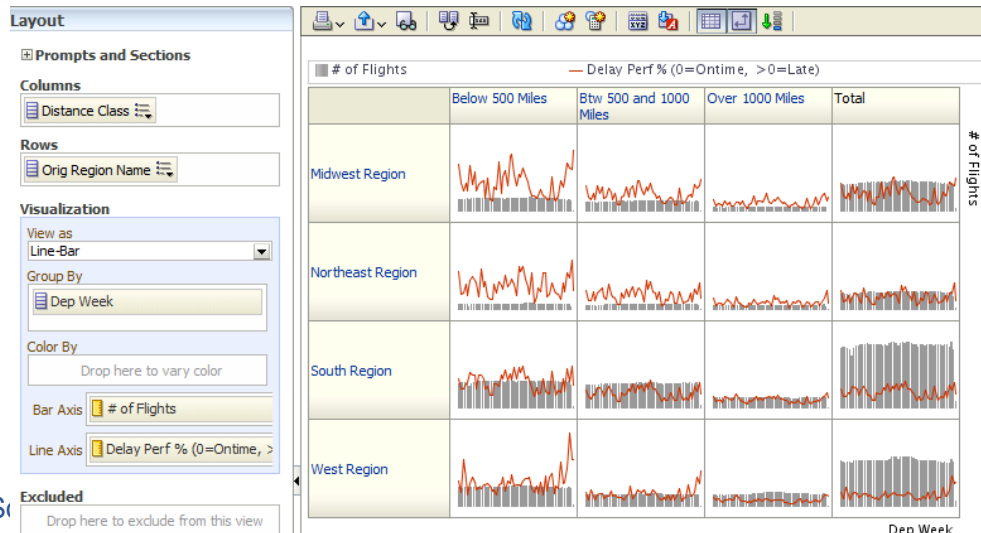 Layout
Prompts and Sections
Columns
Distance Class
Rows
Orig Region Name
Visualization
View as
Line-Bar
Group By
Dep Week
Color By
Drop here to vary color
Bar Axis # of Flights
Line Axis Delay Perf % (0=Ontime, >
Excluded
Drop here to exclude from this view
# of Flights Delay Perf % (0=Ontime, >0=Late)
Below 500 Miles Btw 500 and 1000 Over 1000 Miles Total
Miles
Midwest Region
Northeast Region
South Region
West Region
# of Flights
Dep Week